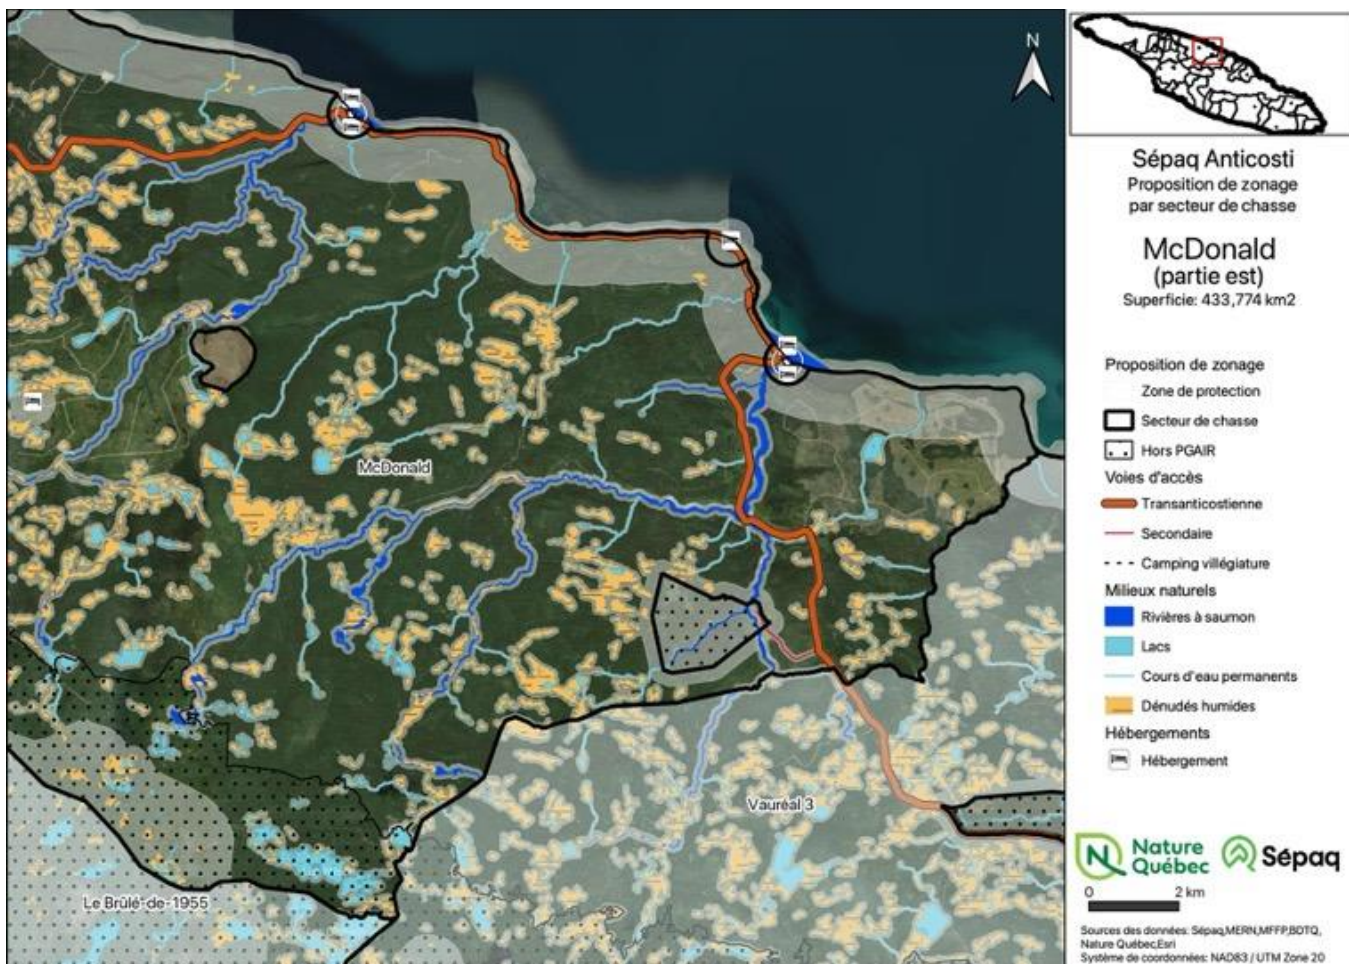 N
McDonald
Vauréal 3
Le Brûlé-de-1955
Sépaq Anticosti
Proposition de zonage
par secteur de chasse
McDonald
(partie est)
Superficie: 433,774 km2
Proposition de zonage
Zone de protection
Secteur de chasse
Hors PGAIR
Voies d'accès
Transanticostienne
Secondaire
Camping villégiature
Milieux naturels
Rivières à saumon
Lacs
Cours d'eau permanents
Dénudés humides
Hébergements
Hébergement
Nature
Québec
Sépaq
0 2 km
Sources des données: Sépaq,MERN,MFFP,BDTQ,
Nature Québec,Esri
Système de coordonnées: NAD83 / UTM Zone 20